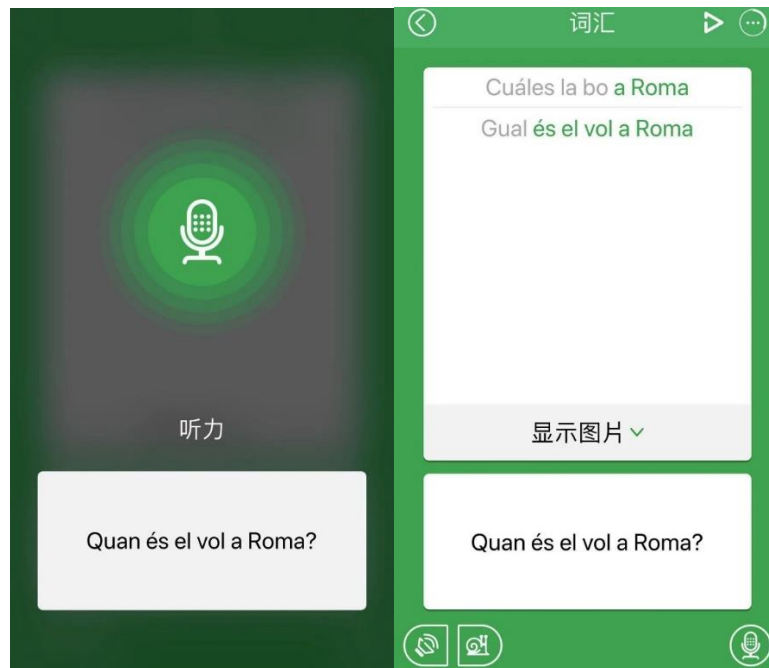 听力
Quan és el vol a Roma?
词汇
Cuáles la bo a Roma
Gual és el vol a Roma
显示图片
Quan és el vol a Roma?